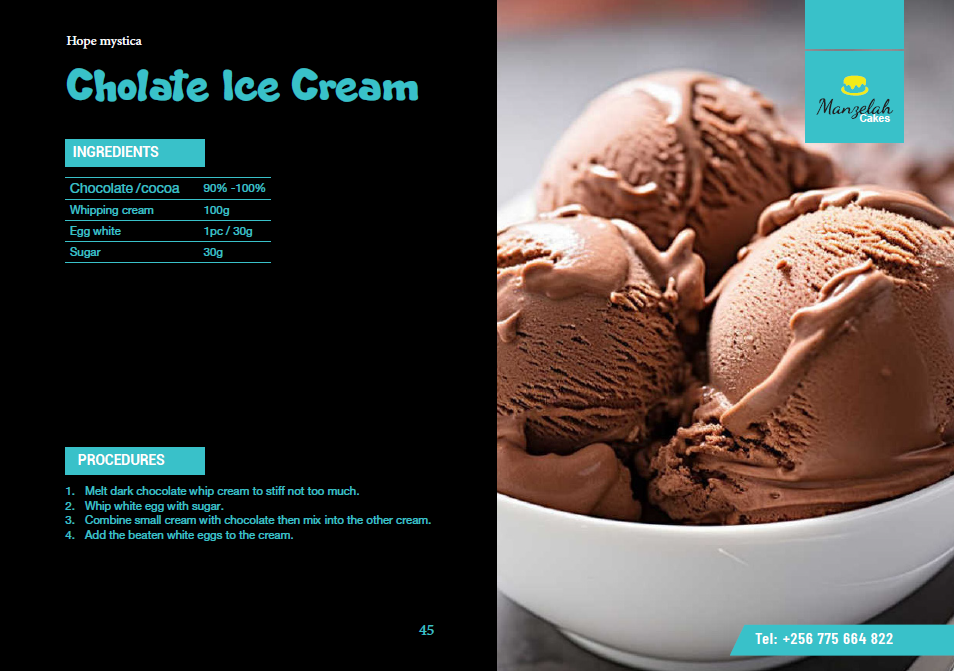 Hope mystica
Cholate Ice Cream
INGREDIENTS
Chocolate/cocoa 90% -100%
Whipping cream 100g
Egg white 1pc / 30g
Sugar 30g
PROCEDURES
1. Melt dark chocolate whip cream to stiff not too much.
2. Whip white egg with sugar.
3. Combine small cream with chocolate then mix into the other cream.
4. Add the beaten white eggs to the cream.
45
Manzelah
Cakes
Tel: +256 775 664 822